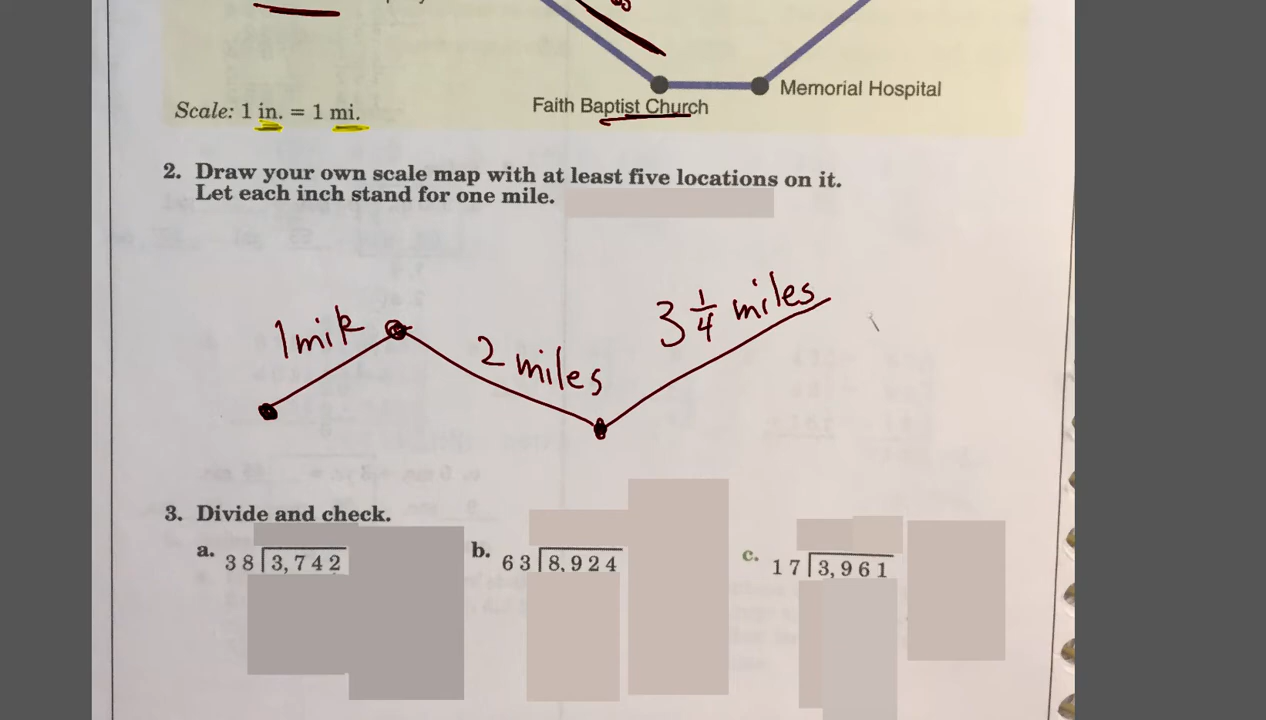 Scale: 1 in. = 1 mi.
Faith Baptist Church
Memorial Hospital
2. Draw your own scale map with at least five locations on it.
Let each inch stand for one mile.
1 mile
2 miles
3 1/4 miles
3. Divide and check.
a. 38 3,742
b. 63 8,924
c. 17 3,961